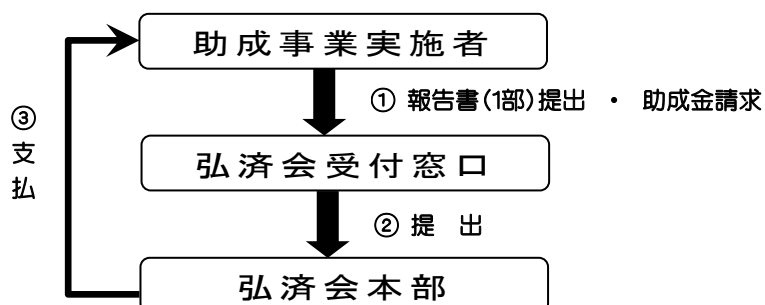 助成事業実施者
① 報告書(1部)提出 ・ 助成金請求
③支払
弘済会受付窓口
② 提 出
弘済会本部